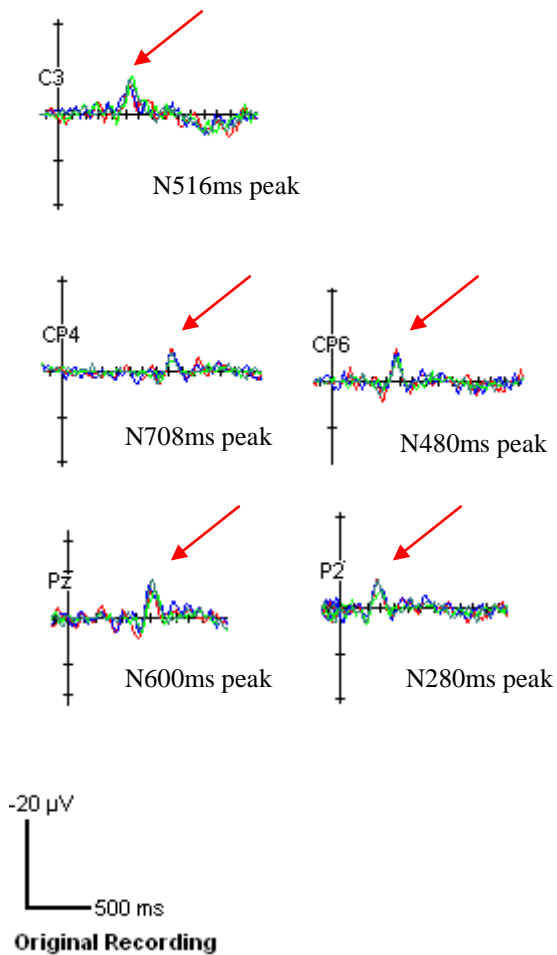 C3
N516ms peak
CP4
CP6
N708ms peak
N480ms peak
Pz
P2
N600ms peak
N280ms peak
-20 µV
500 ms
Original Recording